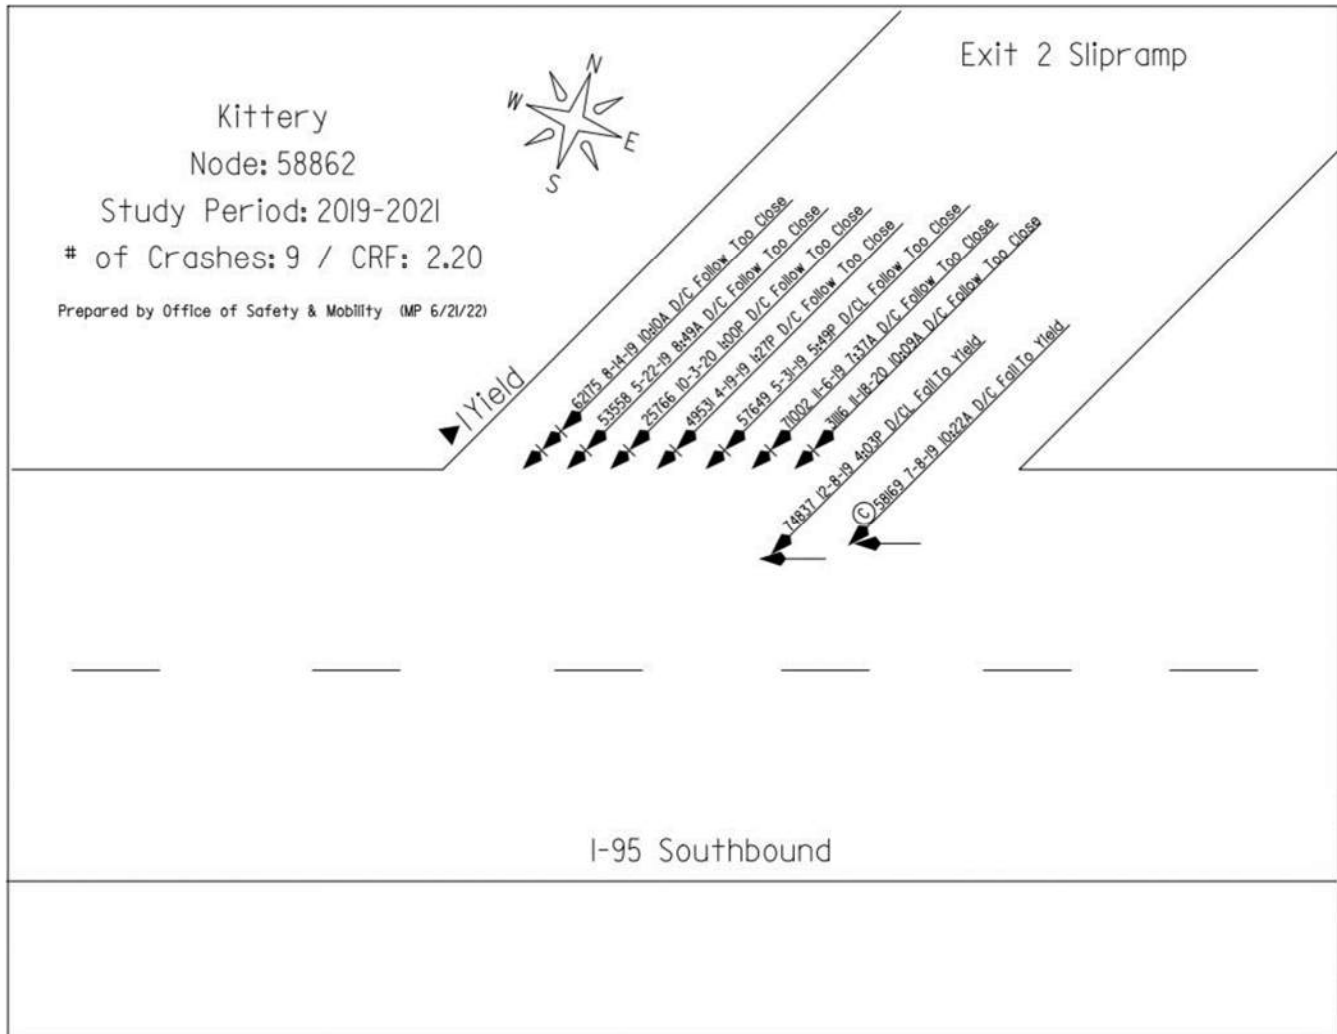 Exit 2 Slipramp
Kittery
Node: 58862
Study Period: 2019-2021
# of Crashes: 9 / CRF: 2.20
Prepared by Office of Safety & Mobility (MP 6/21/22)
N
W
E
S
1 Yield
62175 8-14-19 10:10A D/C Follow Too Close
53558 5-22-19 8:49A D/C Follow Too Close
25766 10-3-20 1:00P D/C Follow Too Close
49531 4-19-19 1:27P D/C Follow Too Close
57649 5-31-19 5:49P D/CL Follow Too Close
71002 11-6-19 7:37A D/C Follow Too Close
31116 11-18-20 10:09A D/C Follow Too Close
74837 12-8-19 4:03P D/CL FailTo Yield
C 58169 7-8-19 10:22A D/C FailTo Yield
I-95 Southbound